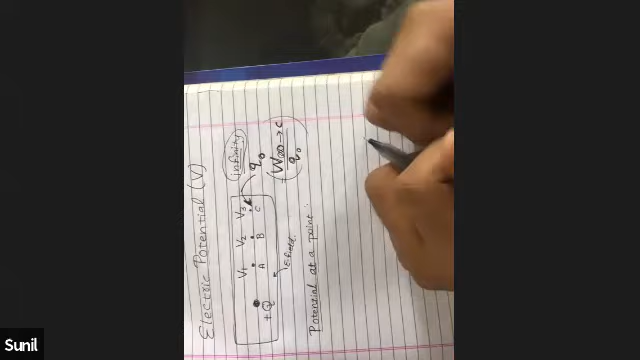 Electric Potential (V)
infinity
q₀
V₁ V₂ V₃
+Q A B C
E field
(W∞→C / q₀)
Potential at a point :
Sunil